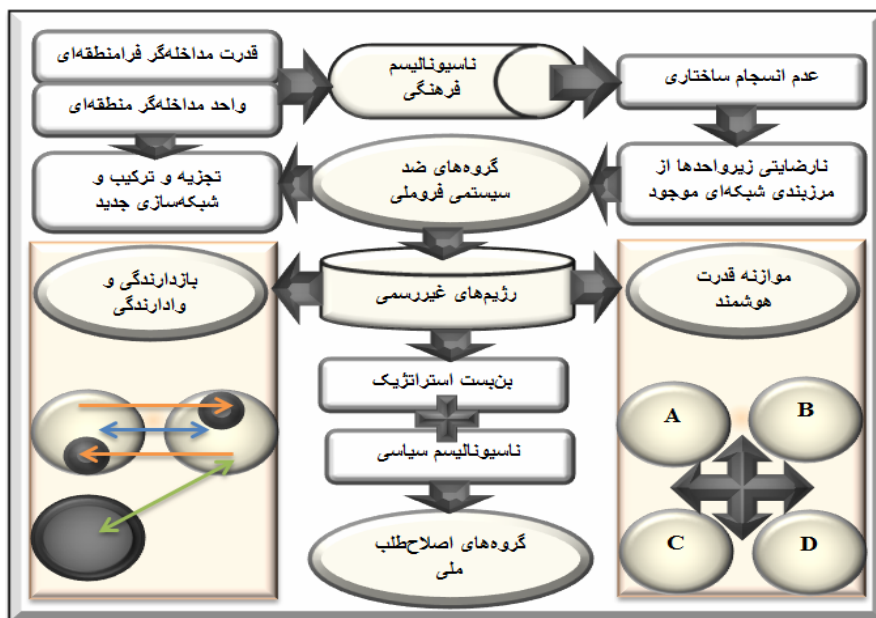 قدرت مداخله‌گر فرامنطقه‌ای
واحد مداخله‌گر منطقه‌ای
ناسیونالیسم
فرهنگی
عدم انسجام ساختاری
نارضایتی زیرواحدها از
مرزبندی شبکه‌ای موجود
گروه‌های ضد
سیستمی فروملی
تجزیه و ترکیب و
شبکه‌سازی جدید
بازدارندگی و
وادارندگی
رژیم‌های غیررسمی
موازنه قدرت
هوشمند
بن‌بست استراتژیک
ناسیونالیسم سیاسی
گروه‌های اصلاح‌طلب
ملی
A
B
C
D